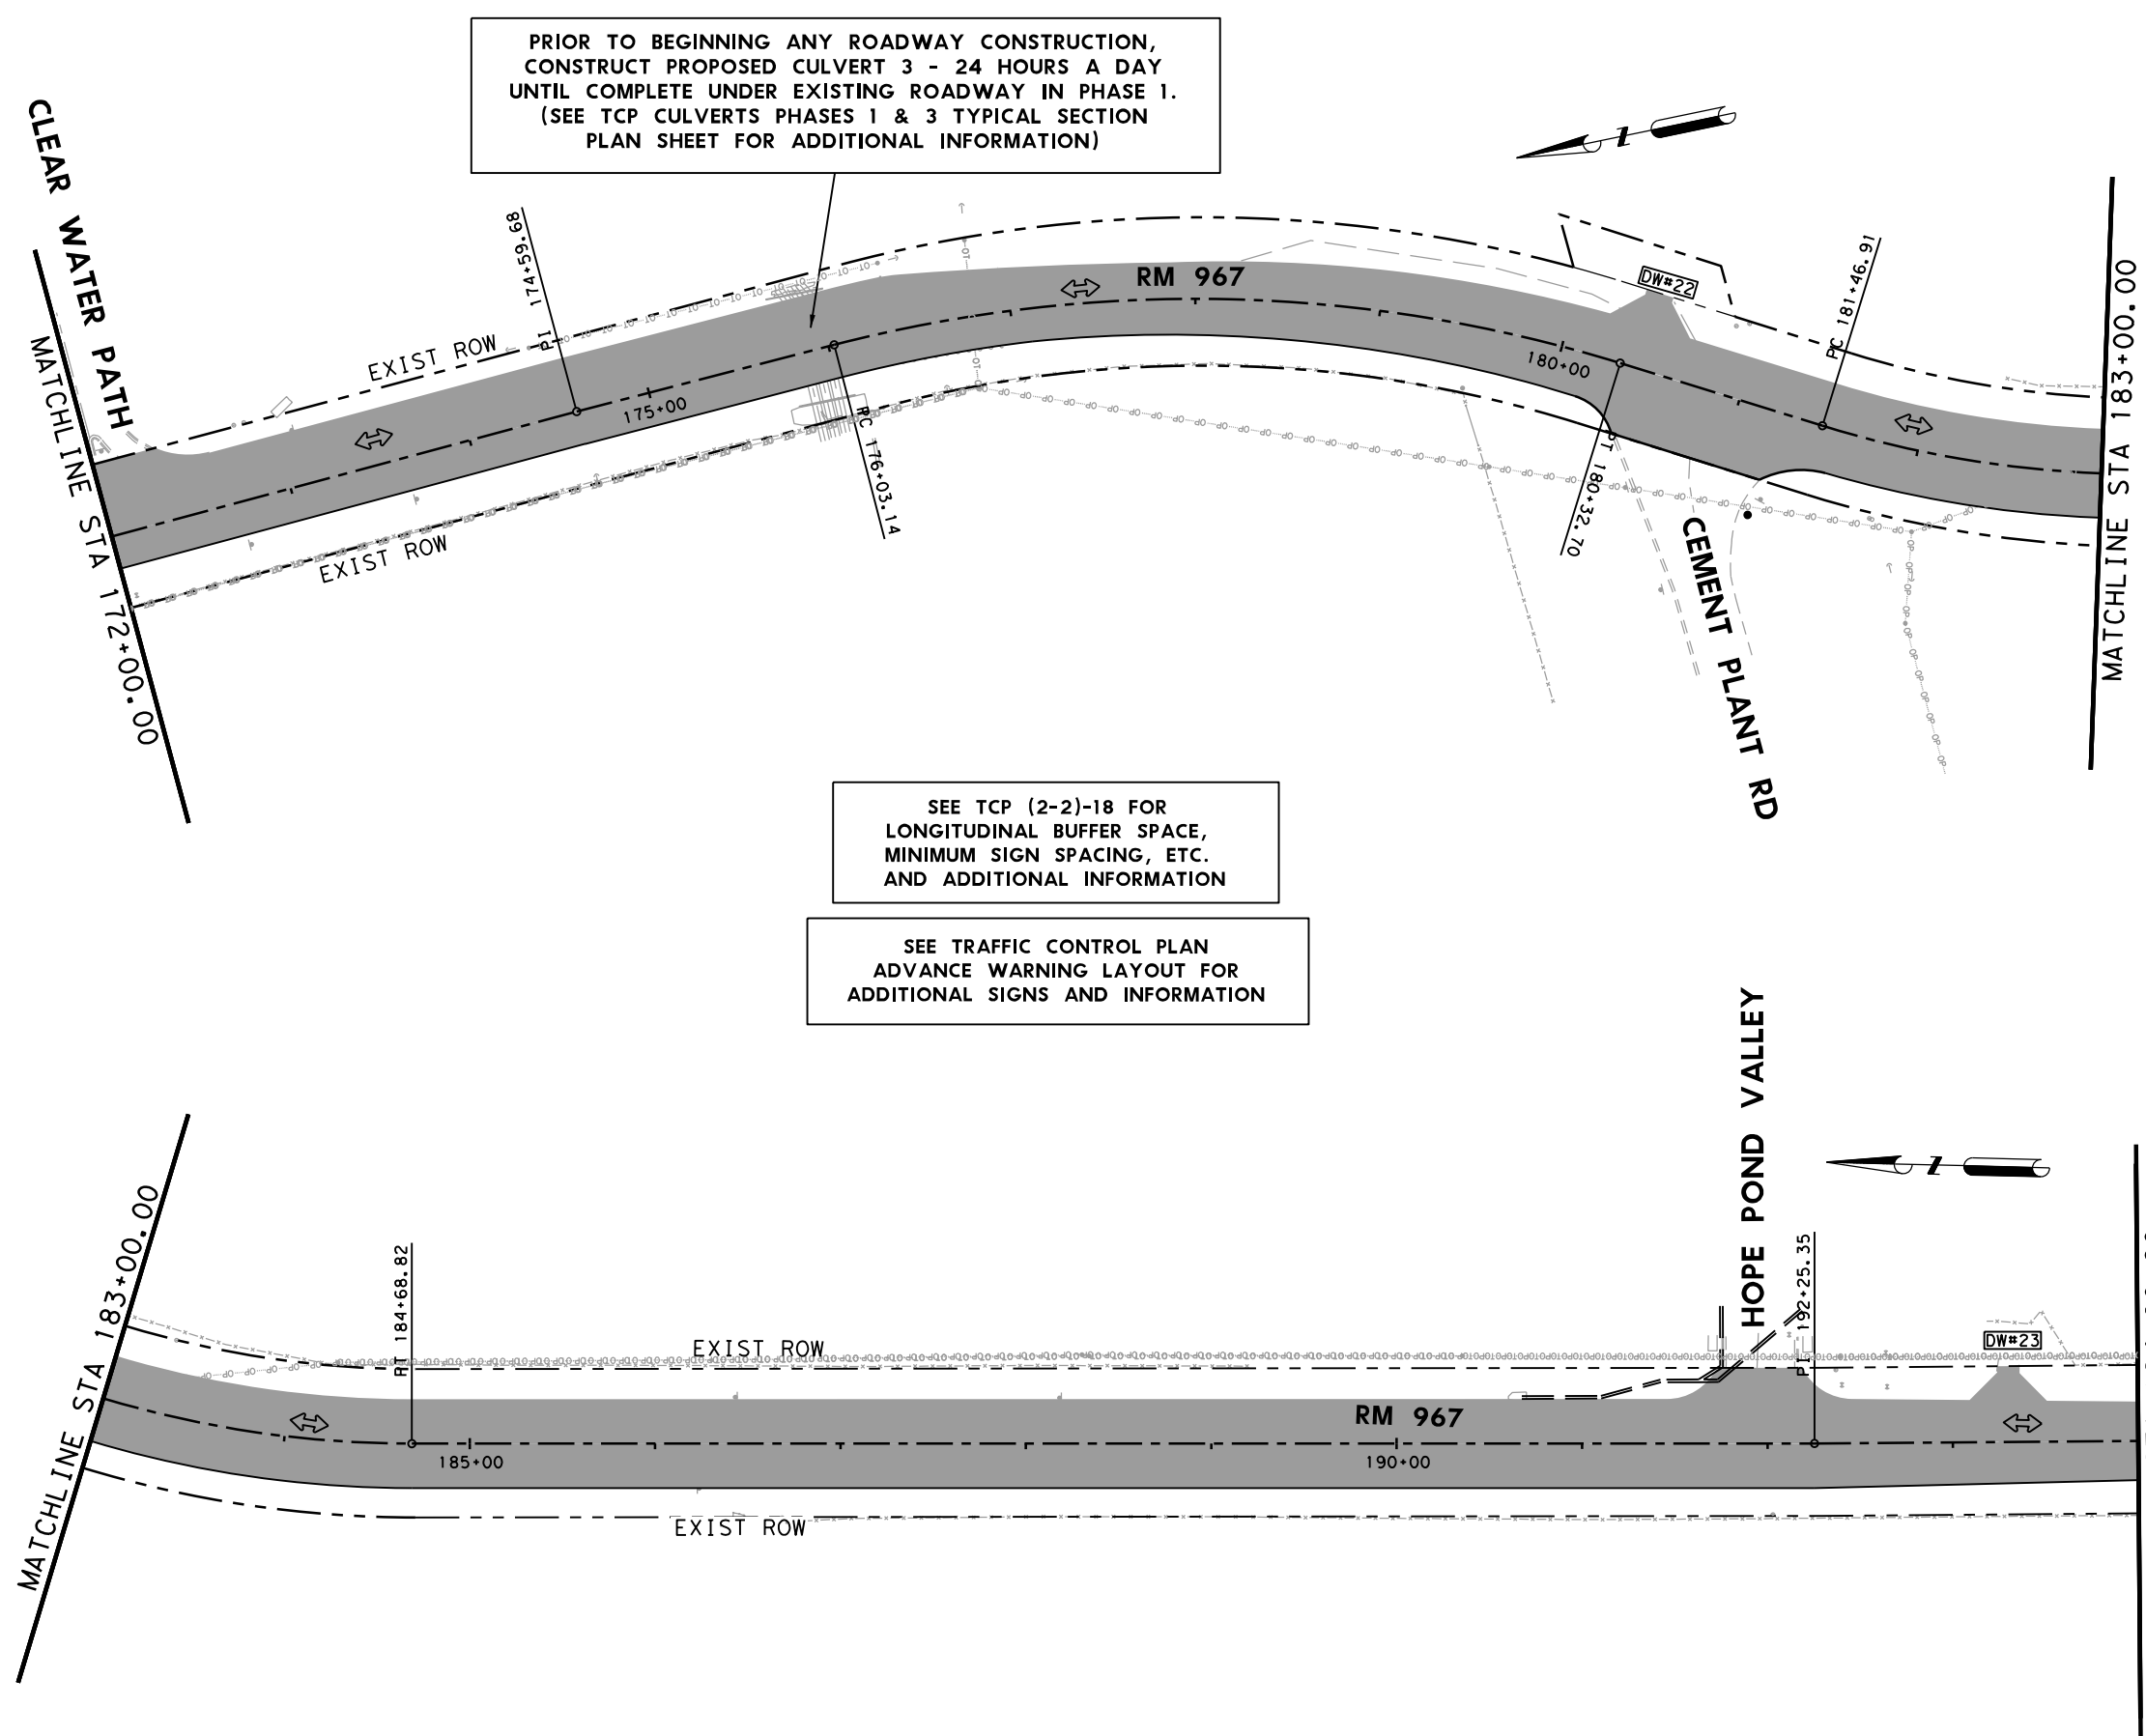 PRIOR TO BEGINNING ANY ROADWAY CONSTRUCTION,
CONSTRUCT PROPOSED CULVERT 3 - 24 HOURS A DAY
UNTIL COMPLETE UNDER EXISTING ROADWAY IN PHASE 1.
(SEE TCP CULVERTS PHASES 1 & 3 TYPICAL SECTION
PLAN SHEET FOR ADDITIONAL INFORMATION)
CLEAR WATER PATH
MATCHLINE STA 172+00.00
EXIST ROW
EXIST ROW
PI 174+59.68
175+00
PC 176+03.14
RM 967
180+00
PT 180+32.70
DW#22
PC 181+46.91
CEMENT PLANT RD
MATCHLINE STA 183+00.00
Z
SEE TCP (2-2)-18 FOR
LONGITUDINAL BUFFER SPACE,
MINIMUM SIGN SPACING, ETC.
AND ADDITIONAL INFORMATION
SEE TRAFFIC CONTROL PLAN
ADVANCE WARNING LAYOUT FOR
ADDITIONAL SIGNS AND INFORMATION
MATCHLINE STA 183+00.00
PT 184+68.82
185+00
EXIST ROW
EXIST ROW
RM 967
190+00
HOPE POND VALLEY
PI 192+25.35
DW#23
Z